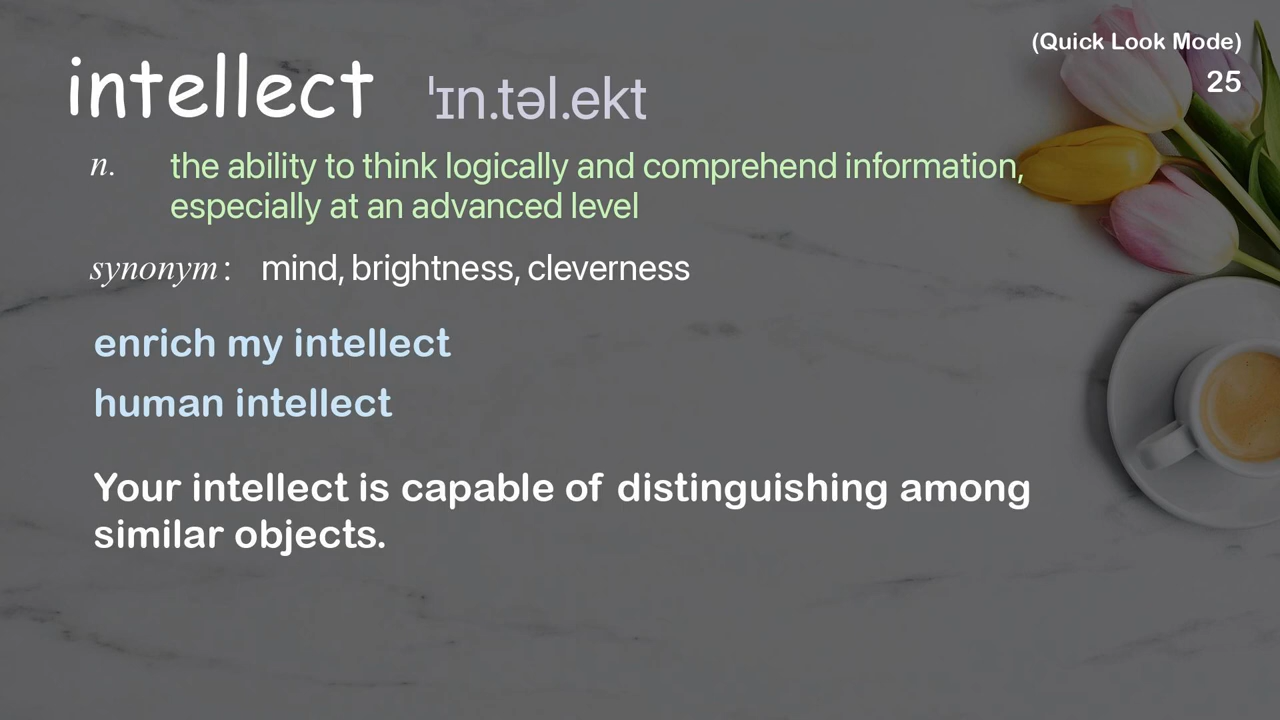 (Quick Look Mode)
25
intellect ˈɪn.təl.ekt
n. the ability to think logically and comprehend information,
especially at an advanced level
synonym: mind, brightness, cleverness
enrich my intellect
human intellect
Your intellect is capable of distinguishing among
similar objects.